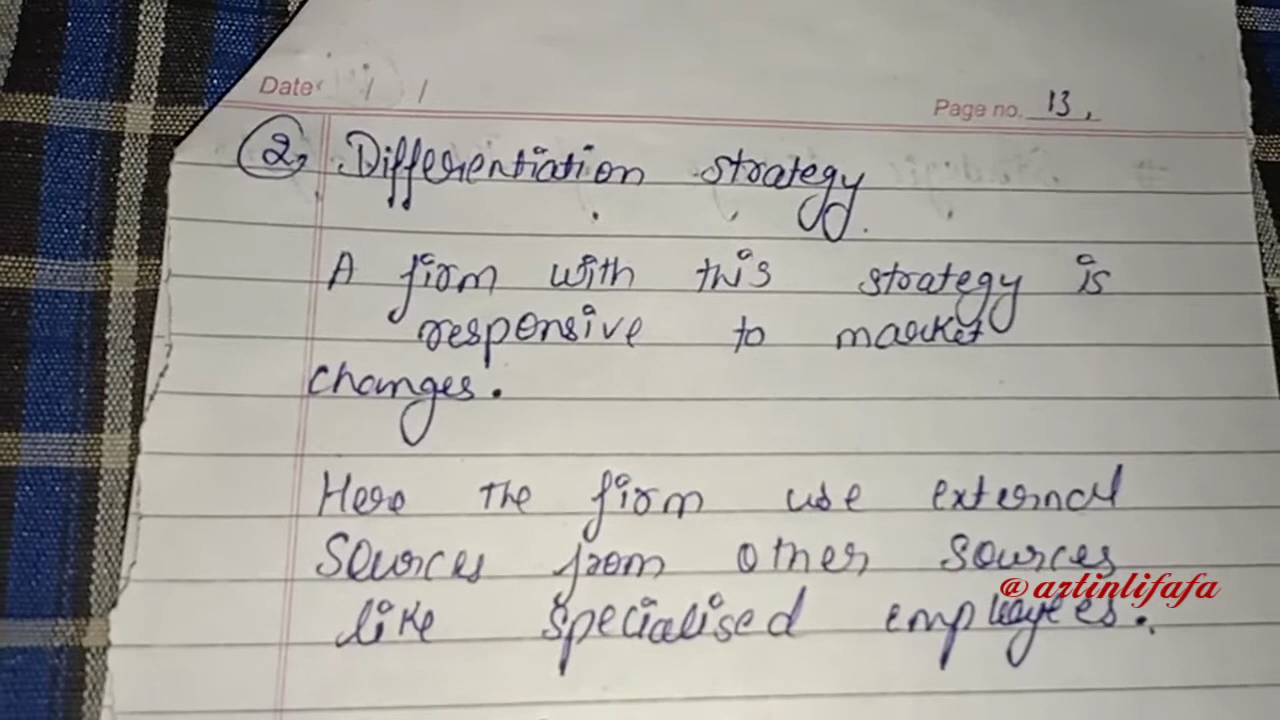 Date / /
Page no. 13,
2, Differentiation strategy
A firm with this strategy is
responsive to market
changes.
Here the firm use external
sources from other sources
@artinlifafa
like specialised employees.